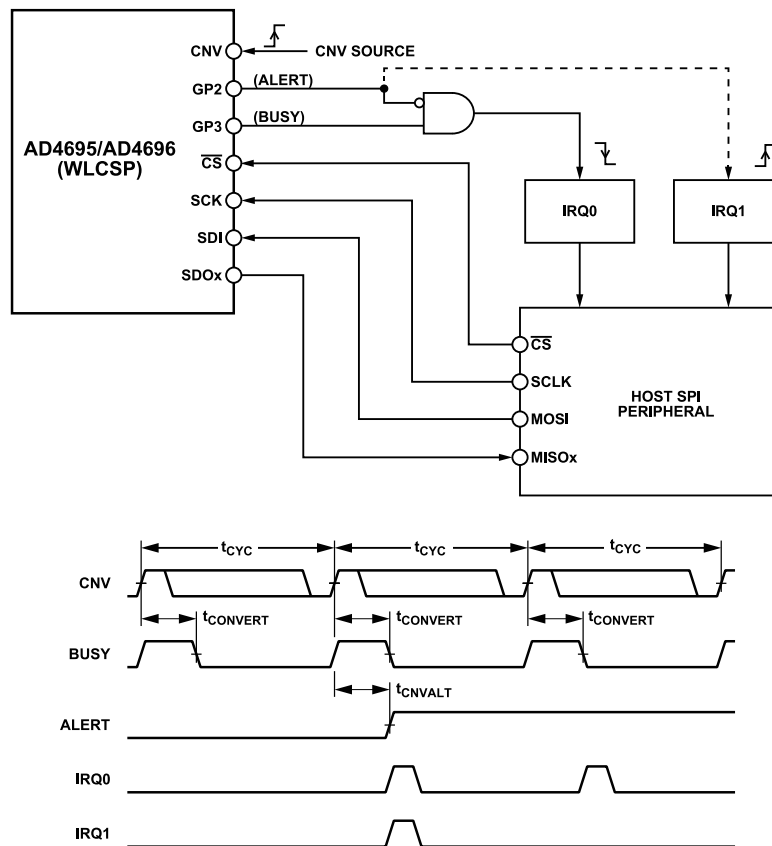 CNV
CNV SOURCE
GP2
(ALERT)
GP3
(BUSY)
AD4695/AD4696
(WLCSP)
CS
SCK
SDI
SDOx
IRQ0
IRQ1
CS
SCLK
MOSI
MISOx
HOST SPI
PERIPHERAL
tCYC
tCYC
tCYC
CNV
tCONVERT
tCONVERT
tCONVERT
BUSY
tCNVALT
ALERT
IRQ0
IRQ1